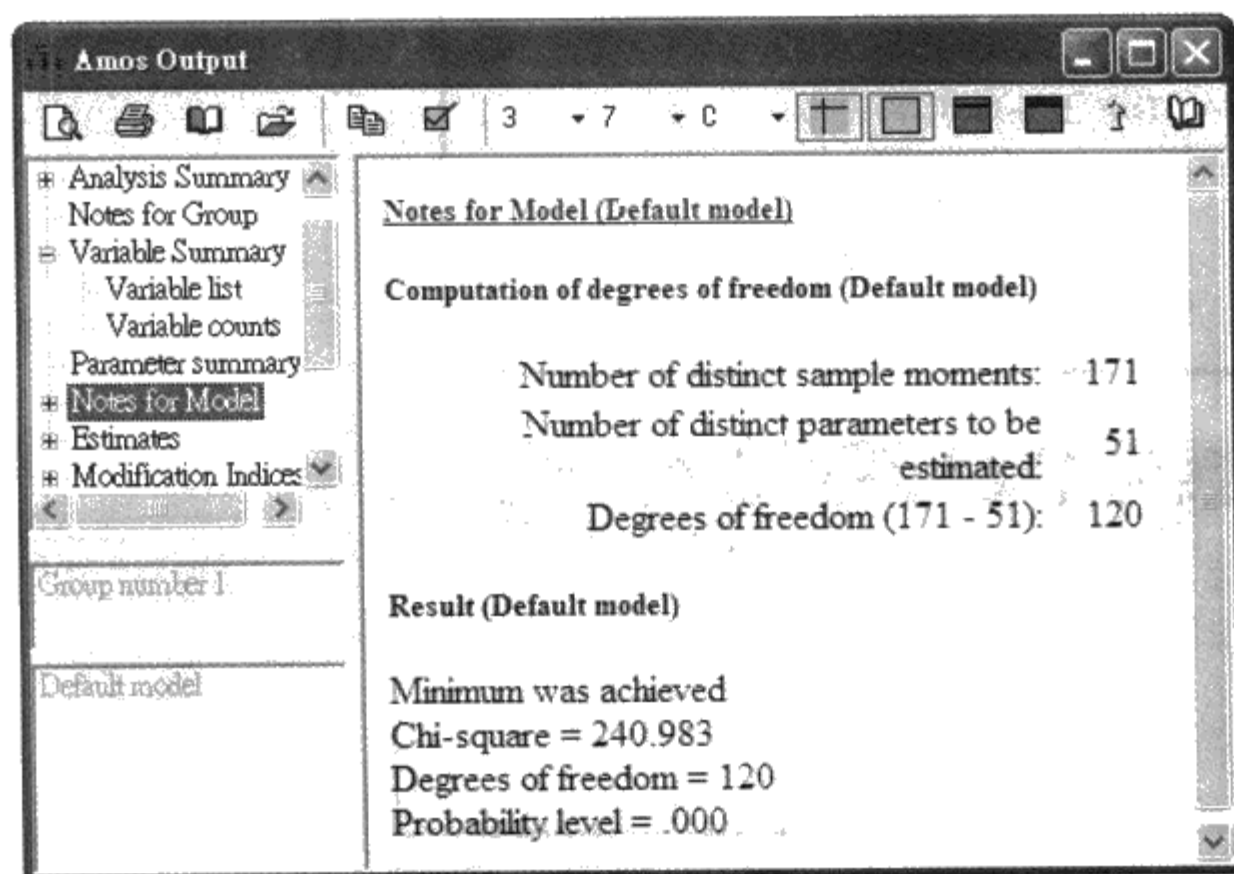 Amos Output
3 7 C
Analysis Summary
Notes for Group
Variable Summary
Variable list
Variable counts
Parameter summary
Notes for Model
Estimates
Modification Indices
Group number 1
Default model
Notes for Model (Default model)
Computation of degrees of freedom (Default model)
Number of distinct sample moments: 171
Number of distinct parameters to be
estimated: 51
Degrees of freedom (171 - 51): 120
Result (Default model)
Minimum was achieved
Chi-square = 240.983
Degrees of freedom = 120
Probability level = .000